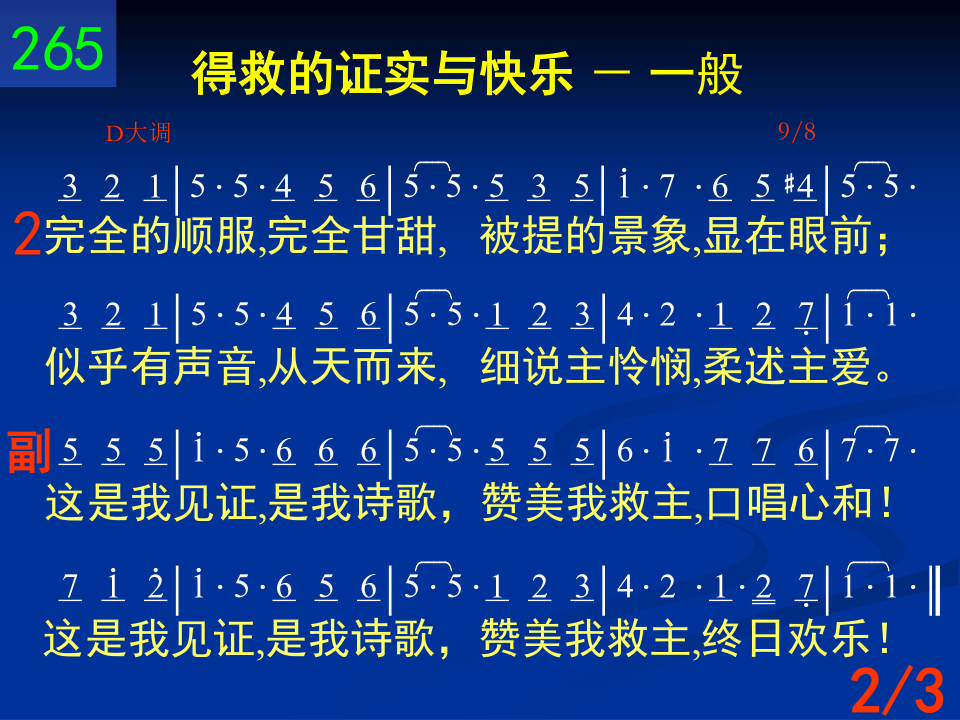 265
得救的证实与快乐 － 一般
D大调 9/8
3 2 1|5 · 5 · 4 5 6|5 · 5 · 5 3 5|i · 7 · 6 5 #4|5 · 5 ·
2 完全的顺服,完全甘甜, 被提的景象,显在眼前；
3 2 1|5 · 5 · 4 5 6|5 · 5 · 1 2 3|4 · 2 · 1 2 7̣|1 · 1 ·
似乎有声音,从天而来, 细说主怜悯,柔述主爱。
副 5 5 5|i · 5 · 6 6 6|5 · 5 · 5 5 5|6 · i · 7 7 6|7 · 7 ·
这是我见证,是我诗歌，赞美我救主,口唱心和！
7 i 2̇|i · 5 · 6 5 6|5 · 5 · 1 2 3|4 · 2 · 1 · 2 7̣|1 · 1 · ‖
这是我见证,是我诗歌，赞美我救主,终日欢乐！
2/3